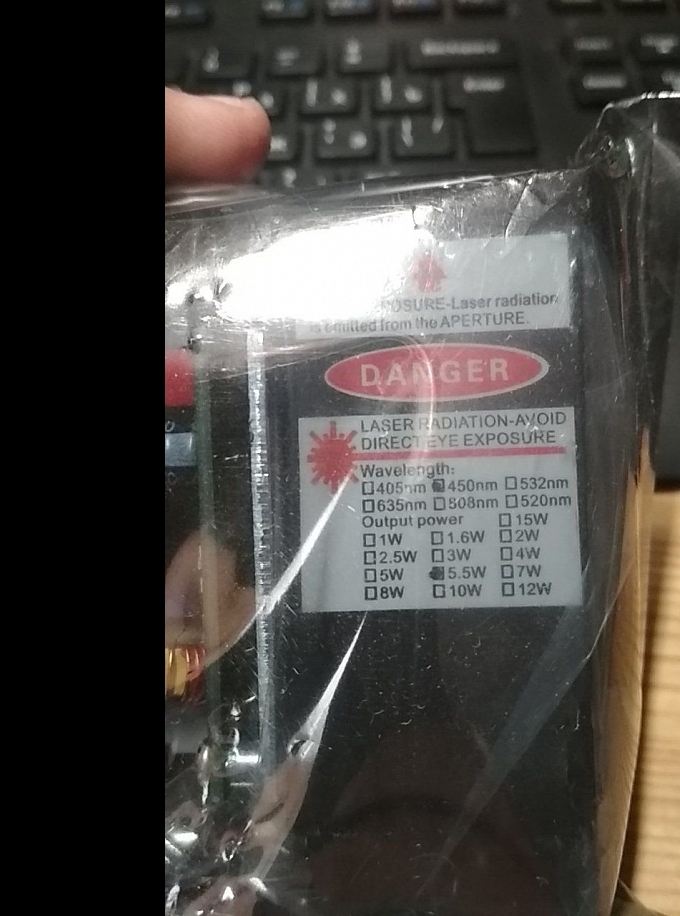 POSURE-Laser radiation
is emitted from the APERTURE.
DANGER
LASER RADIATION-AVOID
DIRECT EYE EXPOSURE
Wavelength:
405nm 450nm 532nm
635nm 808nm 520nm
Output power 15W
1W 1.6W 2W
2.5W 3W 4W
5W 5.5W 7W
8W 10W 12W